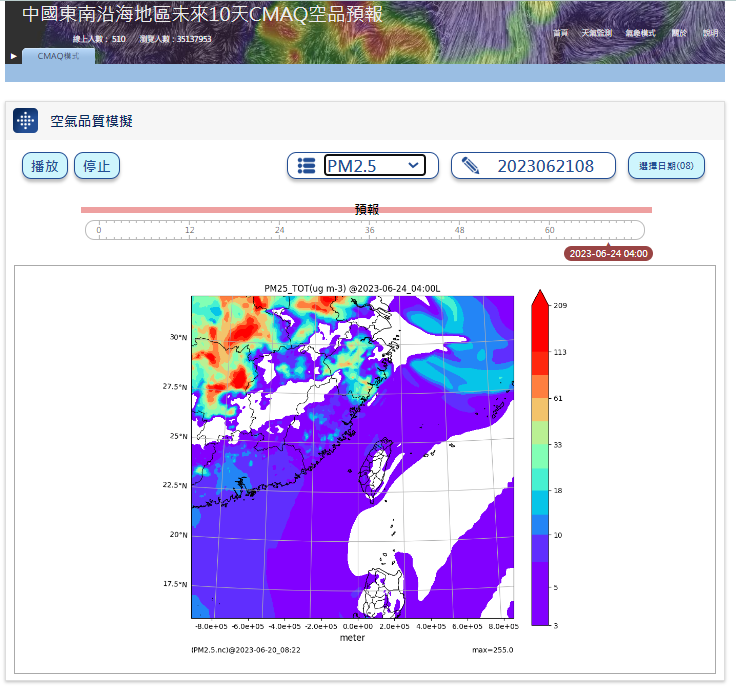 中國東南沿海地區未來10天CMAQ空品預報
線上人數： 510 瀏覽人數：35137953
首頁 天氣監測 氣象模式 關於 說明
CMAQ模式
空氣品質模擬
播放 停止 PM2.5 2023062108 選擇日期(08)
預報
0 12 24 36 48 60
2023-06-24 04:00
PM25_TOT(ug m-3) @2023-06-24_04:00L
30°N
27.5°N
25°N
22.5°N
20°N
17.5°N
209
113
61
33
18
10
5
3
-8.0e+05 -6.0e+05 -4.0e+05 -2.0e+05 0.0e+00 2.0e+05 4.0e+05 6.0e+05 8.0e+05
meter
(PM2.5.nc)@2023-06-20_08:22 max=255.0